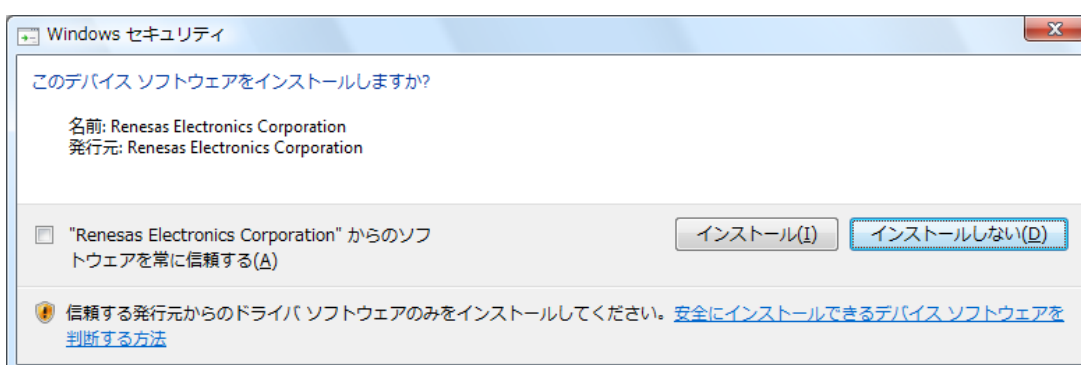 Windows セキュリティ
このデバイス ソフトウェアをインストールしますか?
名前: Renesas Electronics Corporation
発行元: Renesas Electronics Corporation
"Renesas Electronics Corporation" からのソフ
トウェアを常に信頼する(A)
インストール(I)
インストールしない(D)
信頼する発行元からのドライバ ソフトウェアのみをインストールしてください。安全にインストールできるデバイス ソフトウェアを
判断する方法